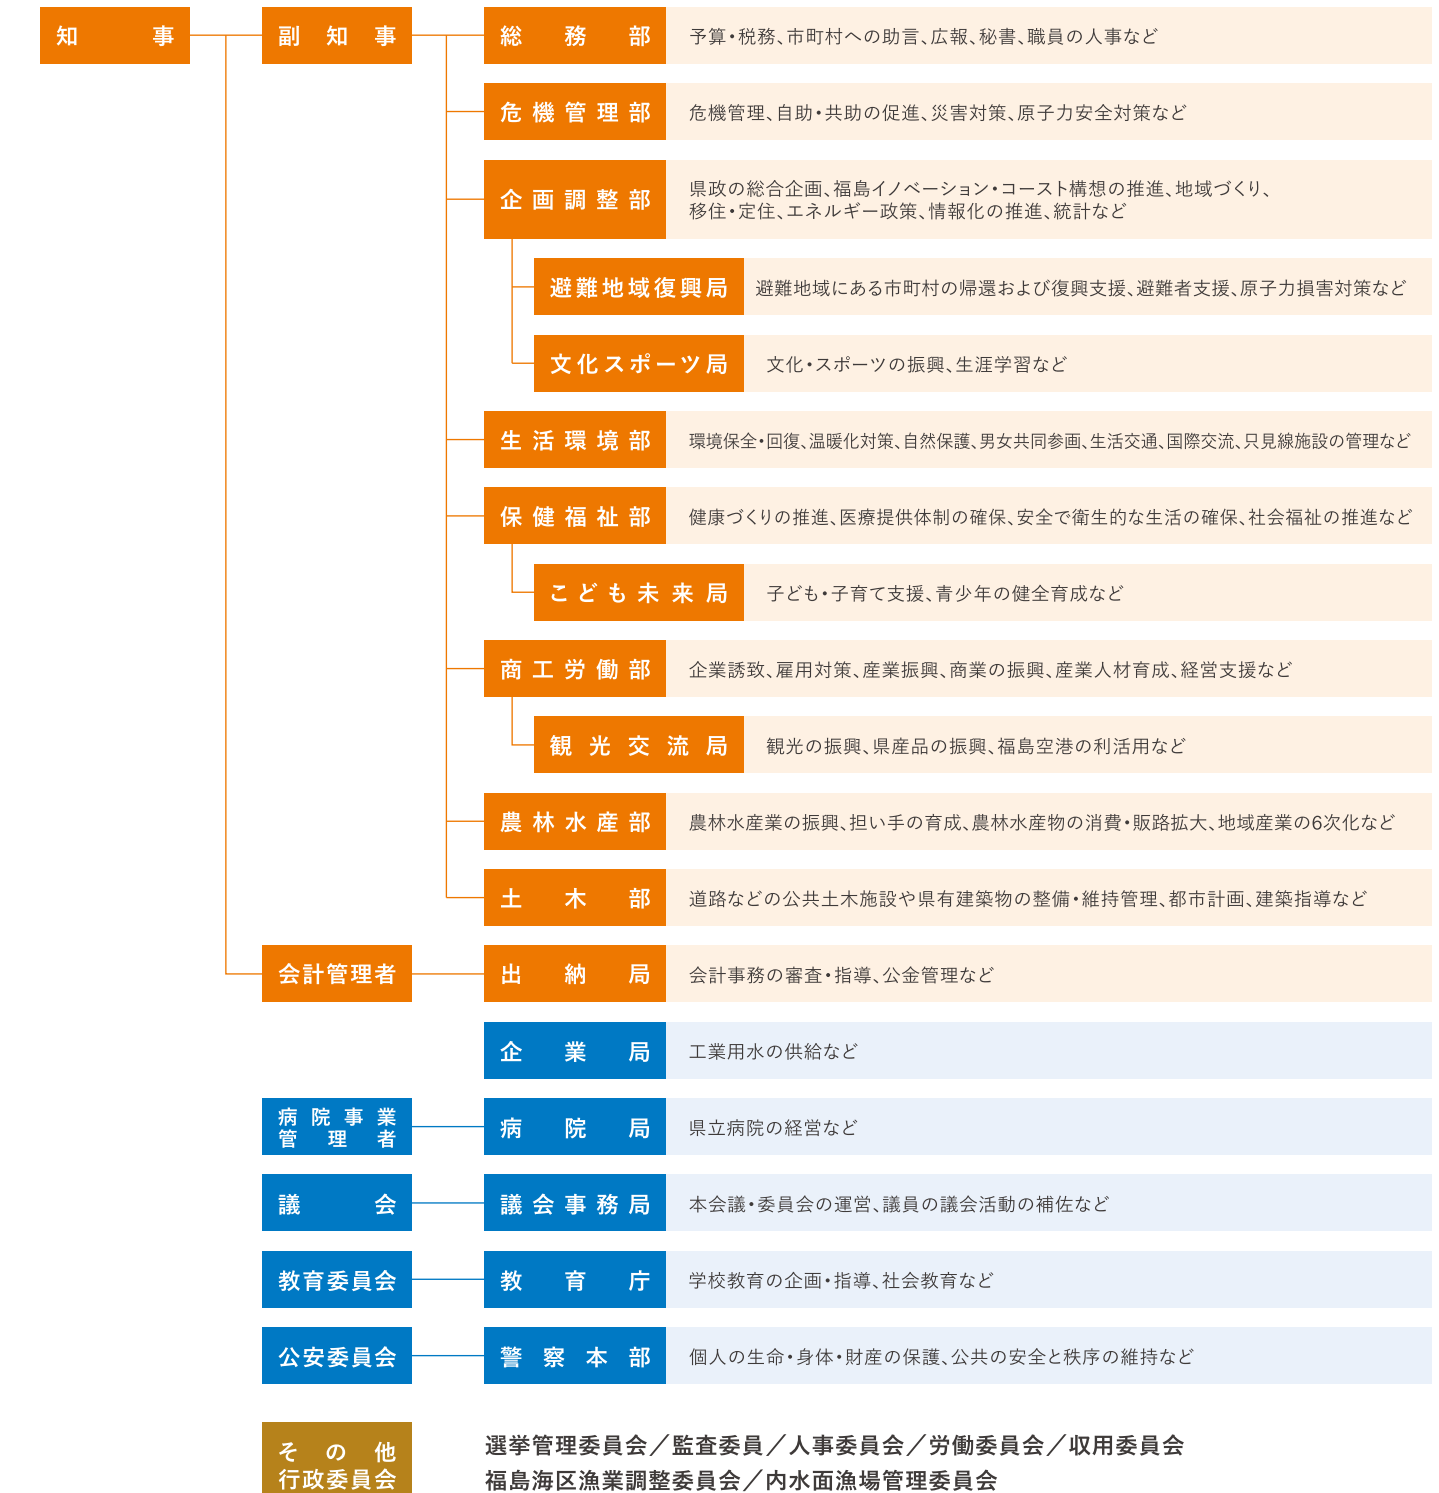 知事
副知事
総務部
予算・税務、市町村への助言、広報、秘書、職員の人事など
危機管理部
危機管理、自助・共助の促進、災害対策、原子力安全対策など
企画調整部
県政の総合企画、福島イノベーション・コースト構想の推進、地域づくり、
移住・定住、エネルギー政策、情報化の推進、統計など
避難地域復興局
避難地域にある市町村の帰還および復興支援、避難者支援、原子力損害対策など
文化スポーツ局
文化・スポーツの振興、生涯学習など
生活環境部
環境保全・回復、温暖化対策、自然保護、男女共同参画、生活交通、国際交流、只見線施設の管理など
保健福祉部
健康づくりの推進、医療提供体制の確保、安全で衛生的な生活の確保、社会福祉の推進など
こども未来局
子ども・子育て支援、青少年の健全育成など
商工労働部
企業誘致、雇用対策、産業振興、商業の振興、産業人材育成、経営支援など
観光交流局
観光の振興、県産品の振興、福島空港の利活用など
農林水産部
農林水産業の振興、担い手の育成、農林水産物の消費・販路拡大、地域産業の6次化など
土木部
道路などの公共土木施設や県有建築物の整備・維持管理、都市計画、建築指導など
会計管理者
出納局
会計事務の審査・指導、公金管理など
企業局
工業用水の供給など
病院事業
管理者
病院局
県立病院の経営など
議会
議会事務局
本会議・委員会の運営、議員の議会活動の補佐など
教育委員会
教育庁
学校教育の企画・指導、社会教育など
公安委員会
警察本部
個人の生命・身体・財産の保護、公共の安全と秩序の維持など
その他
行政委員会
選挙管理委員会／監査委員／人事委員会／労働委員会／収用委員会
福島海区漁業調整委員会／内水面漁場管理委員会